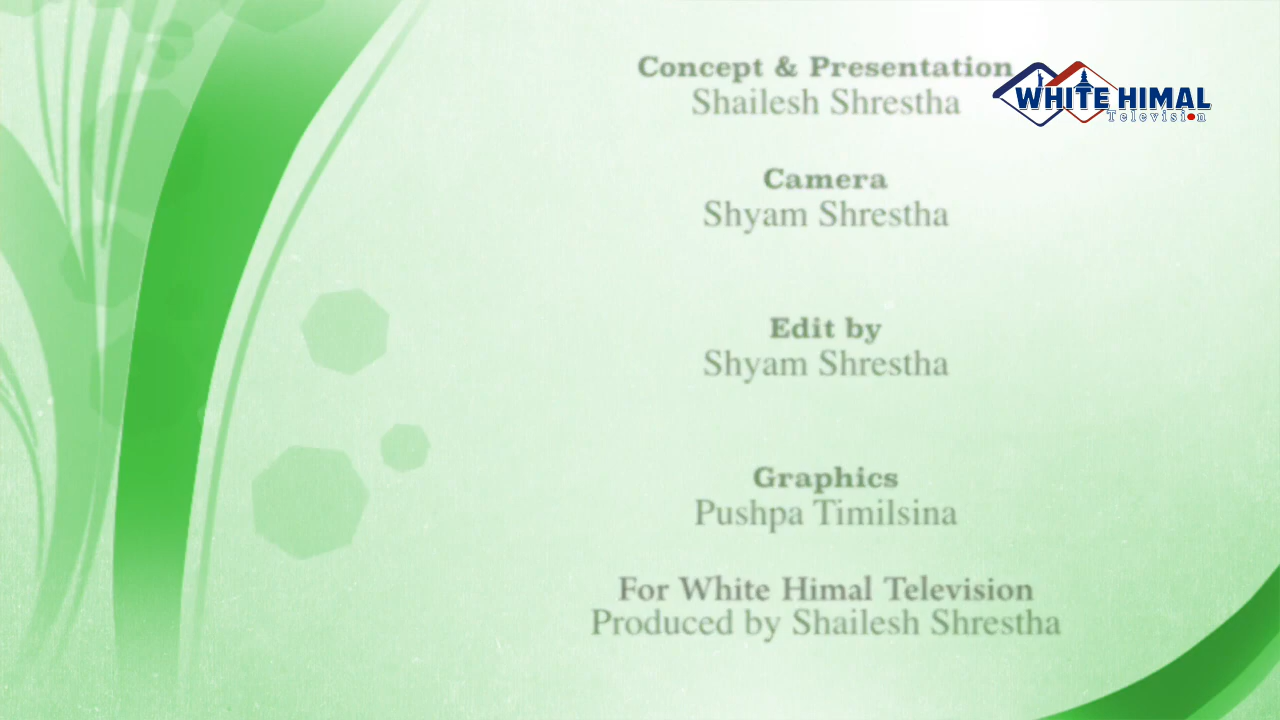 Concept & Presentation
Shailesh Shrestha
WHITE HIMAL
Television
Camera
Shyam Shrestha
Edit by
Shyam Shrestha
Graphics
Pushpa Timilsina
For White Himal Television
Produced by Shailesh Shrestha